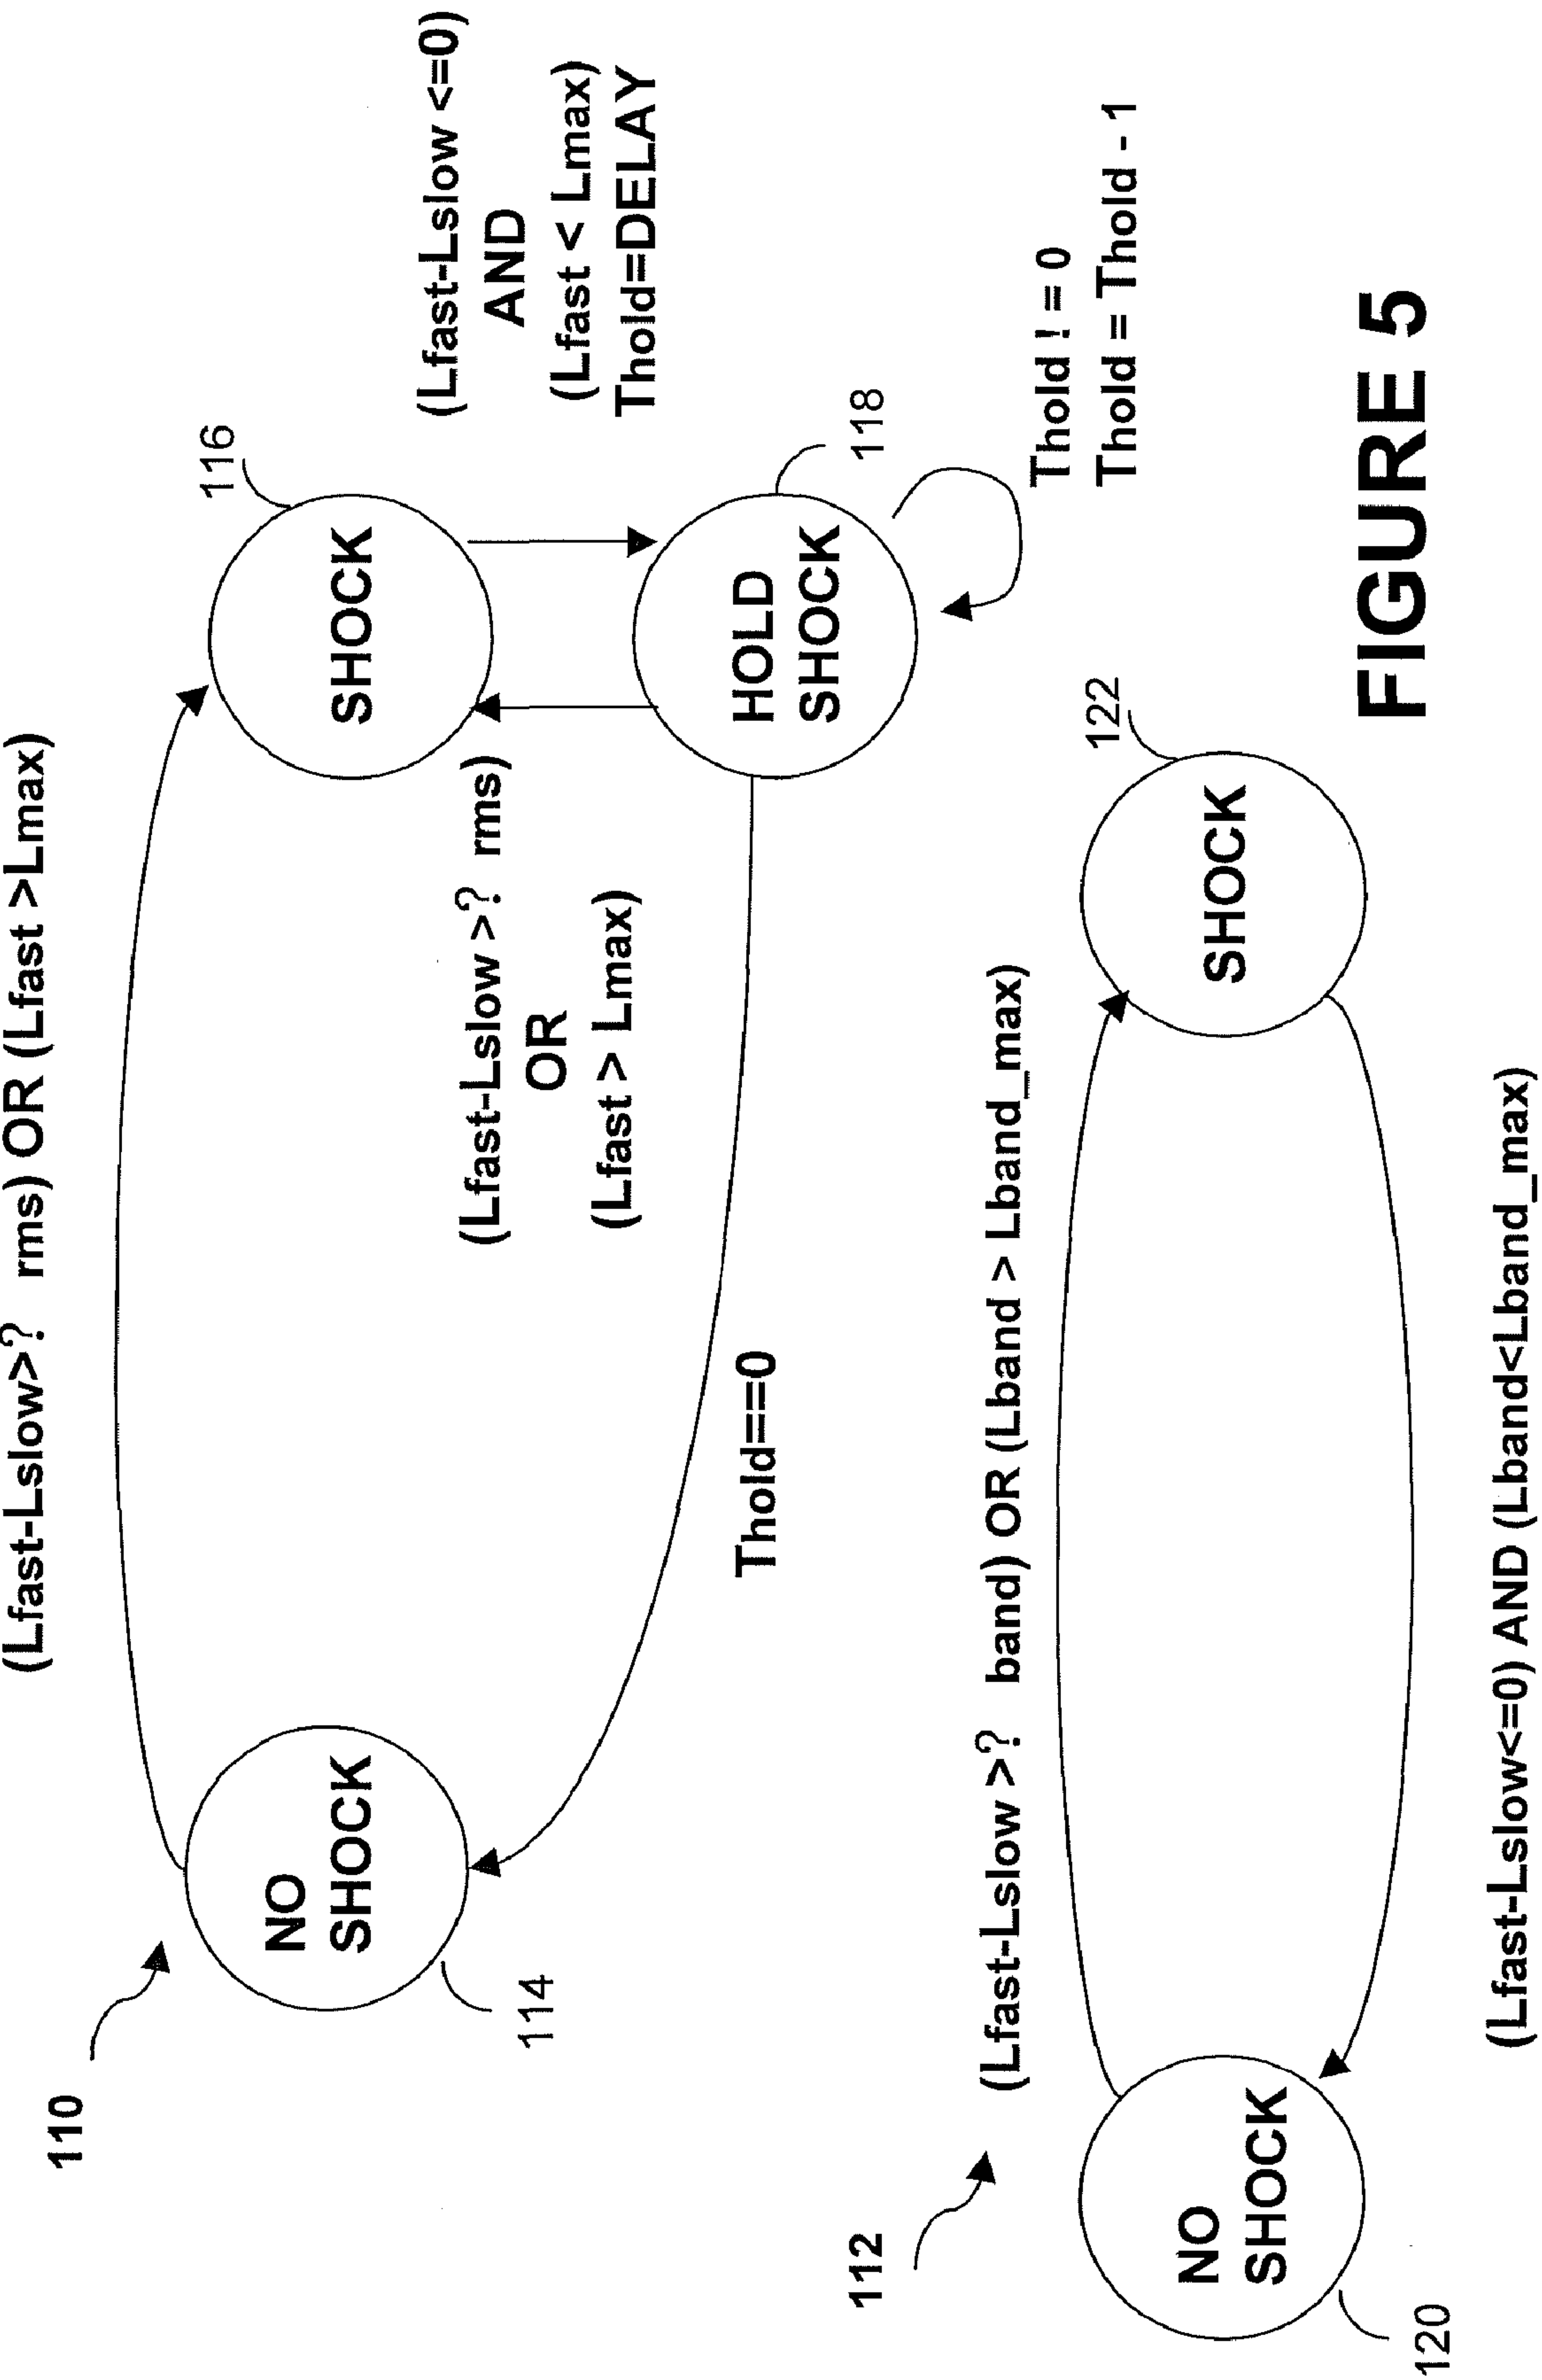 (Lfast-Lslow>? rms) OR (Lfast >Lmax)
110
114
NO
SHOCK
116
SHOCK
(Lfast-Lslow <=0)
AND
(Lfast < Lmax)
Thold=DELAY
(Lfast-Lslow >? rms)
OR
(Lfast > Lmax)
HOLD
SHOCK
118
Thold==0
Thold ! = 0
Thold = Thold - 1
112
(Lfast-Lslow >? band) OR (Lband > Lband_max)
NO
SHOCK
120
SHOCK
122
(Lfast-Lslow<=0) AND (Lband<Lband_max)
FIGURE 5